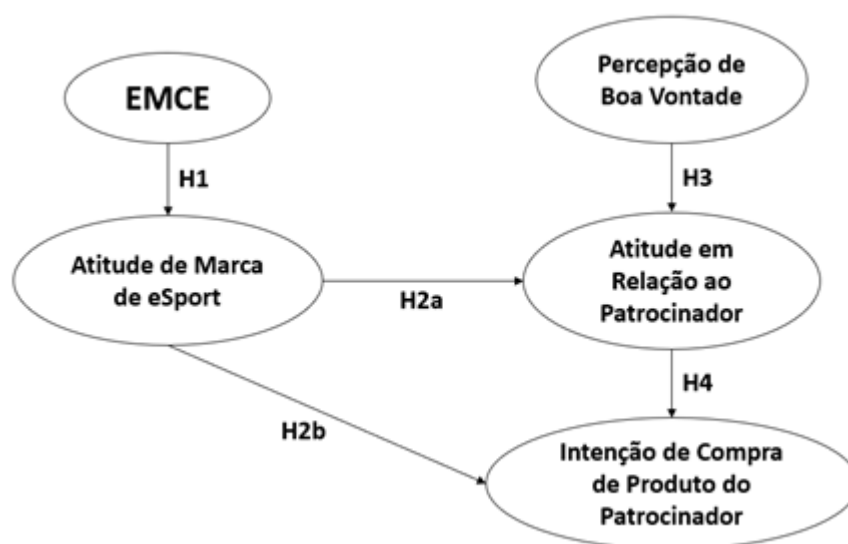 EMCE
Percepção de
Boa Vontade
H1
H3
Atitude de Marca
de eSport
H2a
Atitude em
Relação ao
Patrocinador
H2b
H4
Intenção de Compra
de Produto do
Patrocinador